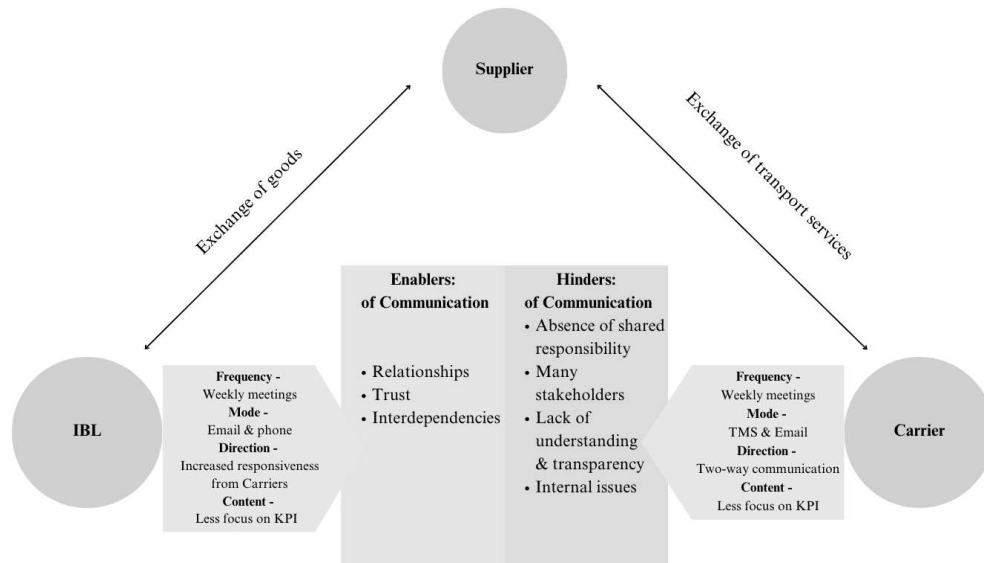 Supplier
Exchange of goods
Exchange of transport services
IBL
Frequency -
Weekly meetings
Mode -
Email & phone
Direction -
Increased responsiveness
from Carriers
Content -
Less focus on KPI
Enablers:
of Communication
• Relationships
• Trust
• Interdependencies
Hinders:
of Communication
• Absence of shared
responsibility
• Many
stakeholders
• Lack of
understanding
& transparency
• Internal issues
Frequency -
Weekly meetings
Mode -
TMS & Email
Direction -
Two-way communication
Content -
Less focus on KPI
Carrier